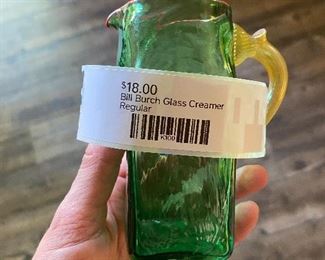 $18.00
Bill Burch Glass Creamer
Regular